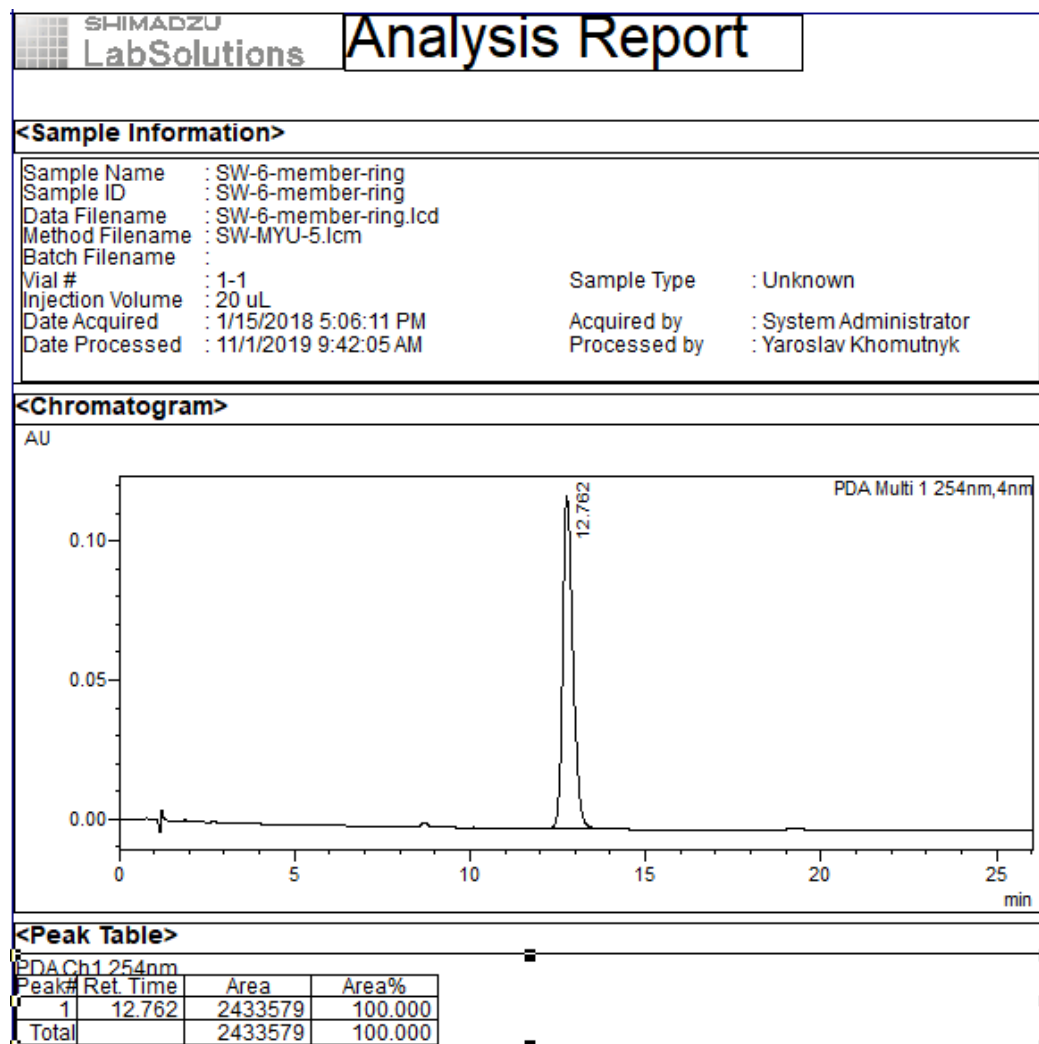 SHIMADZU
LabSolutions
Analysis Report
<Sample Information>
Sample Name : SW-6-member-ring
Sample ID : SW-6-member-ring
Data Filename : SW-6-member-ring.lcd
Method Filename : SW-MYU-5.lcm
Batch Filename :
Vial # : 1-1 Sample Type : Unknown
Injection Volume : 20 uL
Date Acquired : 1/15/2018 5:06:11 PM Acquired by : System Administrator
Date Processed : 11/1/2019 9:42:05 AM Processed by : Yaroslav Khomutnyk
<Chromatogram>
AU
PDA Multi 1 254nm,4nm
12.762
0.10
0.05
0.00
0 5 10 15 20 25
min
<Peak Table>
PDA Ch1 254nm
Peak# Ret. Time Area Area%
1 12.762 2433579 100.000
Total 2433579 100.000